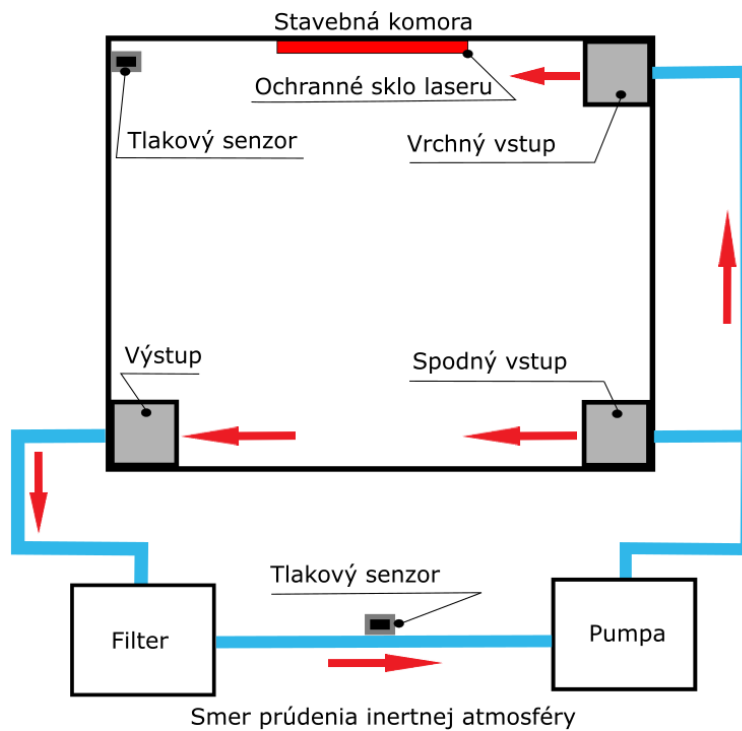 Stavebná komora
Ochranné sklo laseru
Tlakový senzor
Vrchný vstup
Výstup
Spodný vstup
Tlakový senzor
Filter
Pumpa
Smer prúdenia inertnej atmosféry